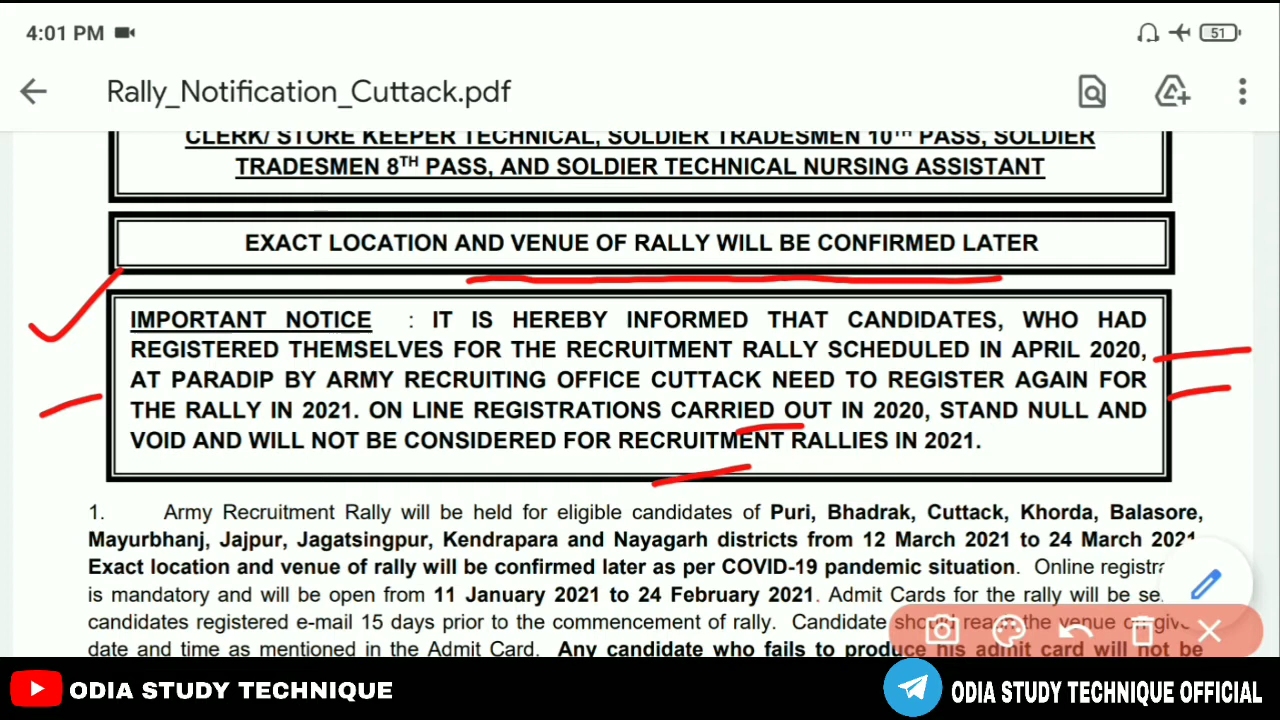 4:01 PM
51
Rally_Notification_Cuttack.pdf
CLERK/ STORE KEEPER TECHNICAL, SOLDIER TRADESMEN 10TH PASS, SOLDIER
TRADESMEN 8TH PASS, AND SOLDIER TECHNICAL NURSING ASSISTANT
EXACT LOCATION AND VENUE OF RALLY WILL BE CONFIRMED LATER
IMPORTANT NOTICE : IT IS HEREBY INFORMED THAT CANDIDATES, WHO HAD
REGISTERED THEMSELVES FOR THE RECRUITMENT RALLY SCHEDULED IN APRIL 2020,
AT PARADIP BY ARMY RECRUITING OFFICE CUTTACK NEED TO REGISTER AGAIN FOR
THE RALLY IN 2021. ON LINE REGISTRATIONS CARRIED OUT IN 2020, STAND NULL AND
VOID AND WILL NOT BE CONSIDERED FOR RECRUITMENT RALLIES IN 2021.
1. Army Recruitment Rally will be held for eligible candidates of Puri, Bhadrak, Cuttack, Khorda, Balasore,
Mayurbhanj, Jajpur, Jagatsingpur, Kendrapara and Nayagarh districts from 12 March 2021 to 24 March 2021
Exact location and venue of rally will be confirmed later as per COVID-19 pandemic situation. Online
is mandatory and will be open from 11 January 2021 to 24 February 2021. Admit Cards for the rally will be
candidates registered e-mail 15 days prior to the commencement of rally. Candidate should reach the venue on
date and time as mentioned in the Admit Card. Any candidate who fails to produce his admit card will not be
ODIA STUDY TECHNIQUE
ODIA STUDY TECHNIQUE OFFICIAL